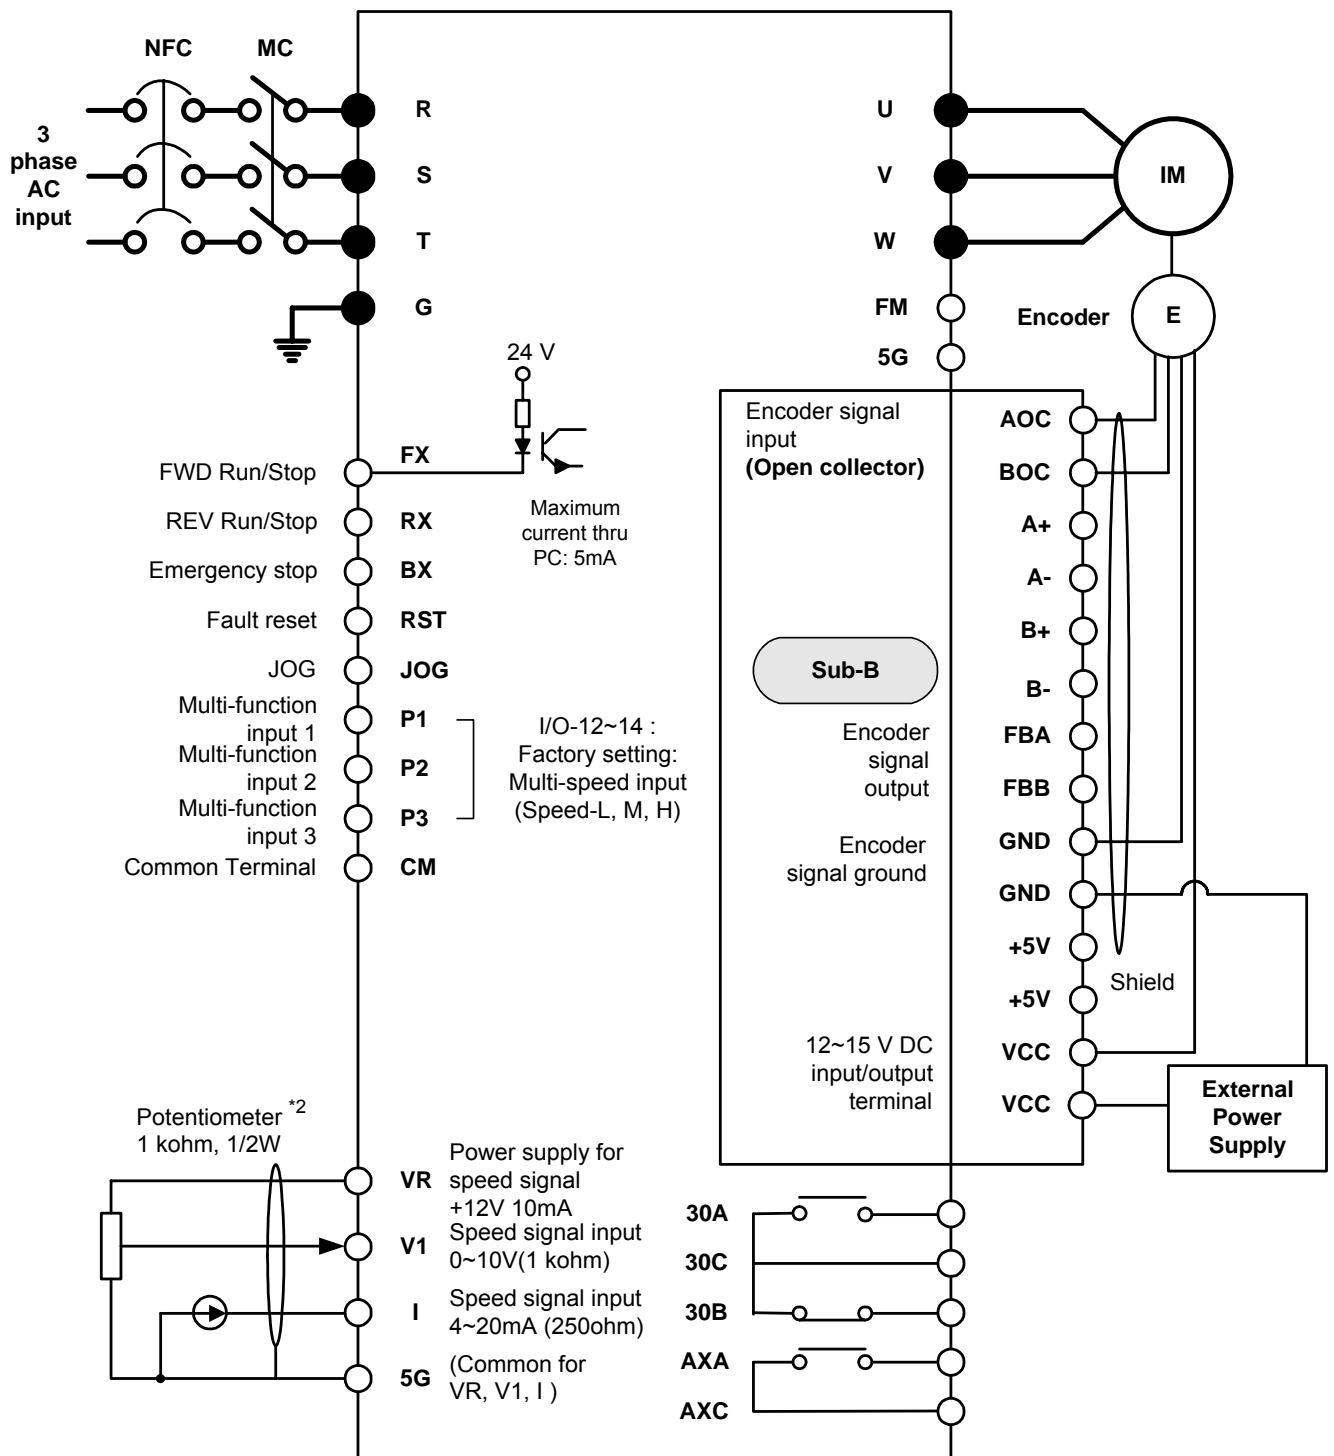 NFC MC
3
phase
AC
input
R
S
T
G
U
V
W
IM
FM
5G
Encoder
E
24 V
FX
Maximum
current thru
PC: 5mA
FWD Run/Stop
REV Run/Stop
RX
Emergency stop
BX
Fault reset
RST
JOG
JOG
Multi-function
input 1
P1
Multi-function
input 2
P2
Multi-function
input 3
P3
Common Terminal
CM
I/O-12~14 :
Factory setting:
Multi-speed input
(Speed-L, M, H)
Encoder signal
input
(Open collector)
AOC
BOC
A+
A-
B+
B-
Sub-B
Encoder
signal
output
FBA
FBB
Encoder
signal ground
GND
GND
+5V
+5V
Shield
12~15 V DC
input/output
terminal
VCC
VCC
External
Power
Supply
Potentiometer *2
1 kohm, 1/2W
VR
Power supply for
speed signal
+12V 10mA
V1
Speed signal input
0~10V(1 kohm)
I
Speed signal input
4~20mA (250ohm)
5G
(Common for
VR, V1, I )
30A
30C
30B
AXA
AXC